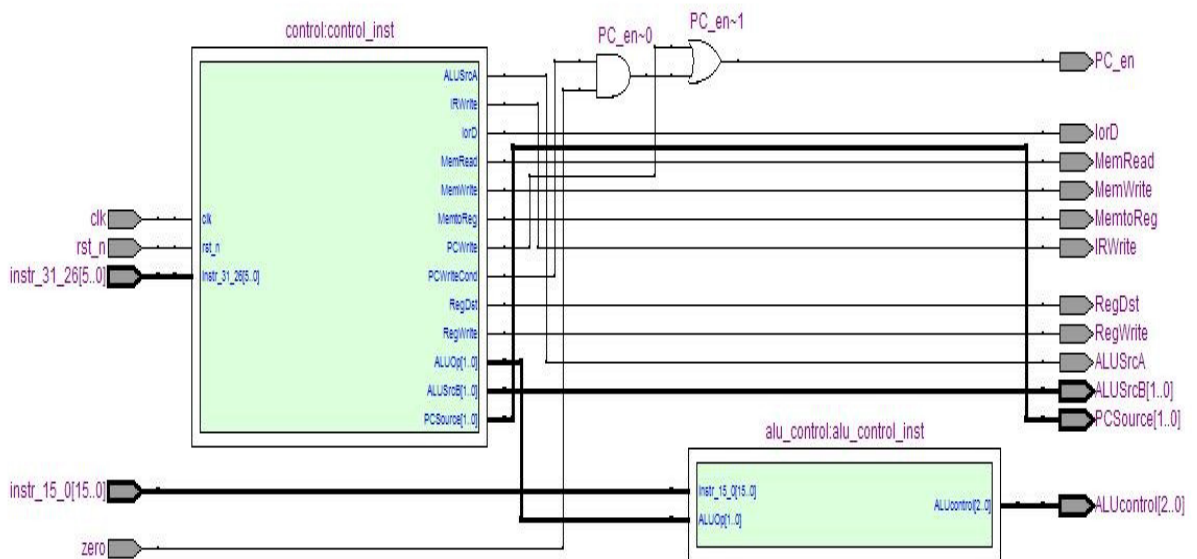 control:control_inst
PC_en~0
PC_en~1
ALUSrcA
IRWrite
IorD
MemRead
MemWrite
MemtoReg
PCWrite
PCWriteCond
RegDst
RegWrite
ALUOp[1..0]
ALUSrcB[1..0]
PCSource[1..0]
clk
rst_n
Instr_31_26[5..0]
clk
rst_n
instr_31_26[5..0]
instr_15_0[15..0]
zero
alu_control:alu_control_inst
Instr_15_0[15..0]
ALUOp[1..0]
ALUcontrol[2..0]
PC_en
IorD
MemRead
MemWrite
MemtoReg
IRWrite
RegDst
RegWrite
ALUSrcA
ALUSrcB[1..0]
PCSource[1..0]
ALUcontrol[2..0]